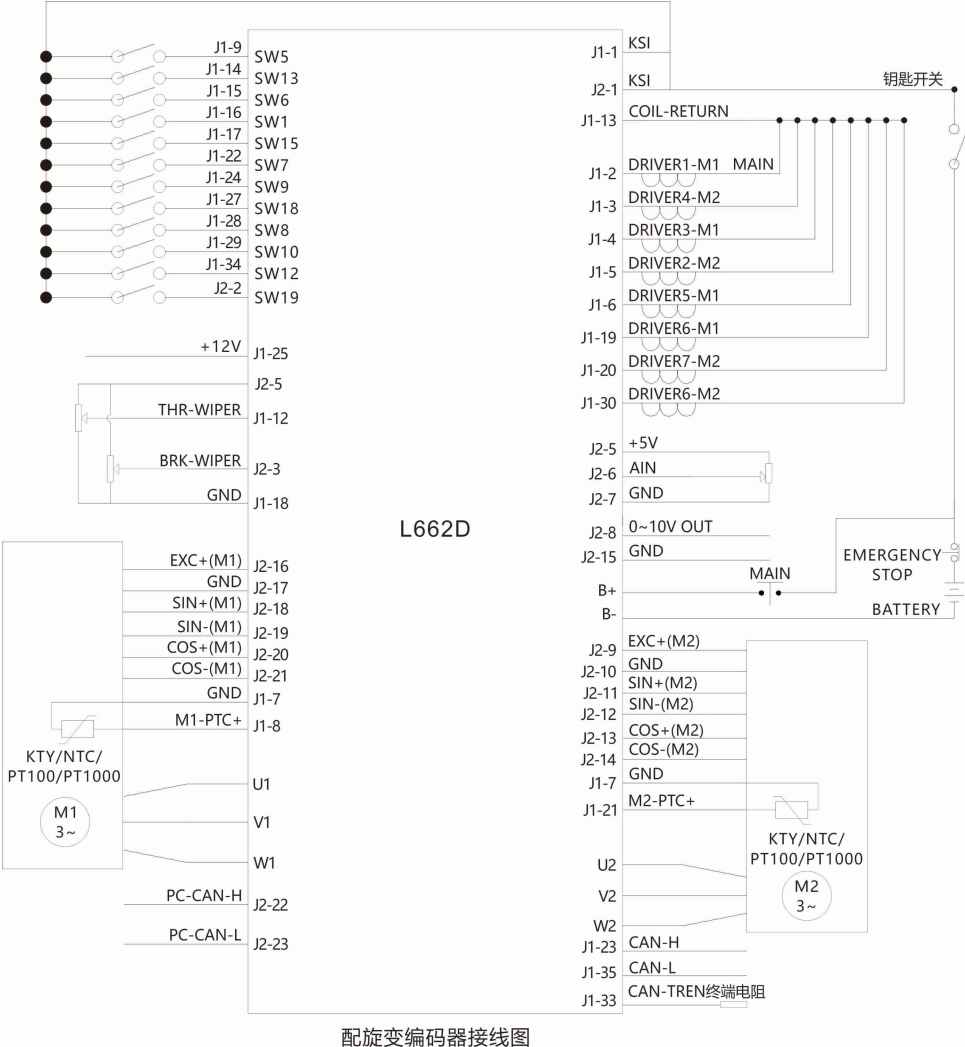 J1-9 SW5
J1-14 SW13
J1-15 SW6
J1-16 SW1
J1-17 SW15
J1-22 SW7
J1-24 SW9
J1-27 SW18
J1-28 SW8
J1-29 SW10
J1-34 SW12
J2-2 SW19
+12V J1-25
J2-5
THR-WIPER J1-12
BRK-WIPER J2-3
GND J1-18
EXC+(M1) J2-16
GND J2-17
SIN+(M1) J2-18
SIN-(M1) J2-19
COS+(M1) J2-20
COS-(M1) J2-21
GND J1-7
M1-PTC+ J1-8
KTY/NTC/
PT100/PT1000
M1
3~
U1
V1
W1
PC-CAN-H J2-22
PC-CAN-L J2-23
L662D
J1-1 KSI
J2-1 KSI
钥匙开关
J1-13 COIL-RETURN
J1-2 DRIVER1-M1 MAIN
J1-3 DRIVER4-M2
J1-4 DRIVER3-M1
J1-5 DRIVER2-M2
J1-6 DRIVER5-M1
J1-19 DRIVER6-M1
J1-20 DRIVER7-M2
J1-30 DRIVER6-M2
J2-5 +5V
J2-6 AIN
J2-7 GND
J2-8 0~10V OUT
J2-15 GND
EMERGENCY
STOP
MAIN
B+
BATTERY
B-
J2-9 EXC+(M2)
J2-10 GND
J2-11 SIN+(M2)
J2-12 SIN-(M2)
J2-13 COS+(M2)
J2-14 COS-(M2)
J1-7 GND
J1-21 M2-PTC+
KTY/NTC/
PT100/PT1000
M2
3~
U2
V2
W2
J1-23 CAN-H
J1-35 CAN-L
J1-33 CAN-TREN终端电阻
配旋变编码器接线图